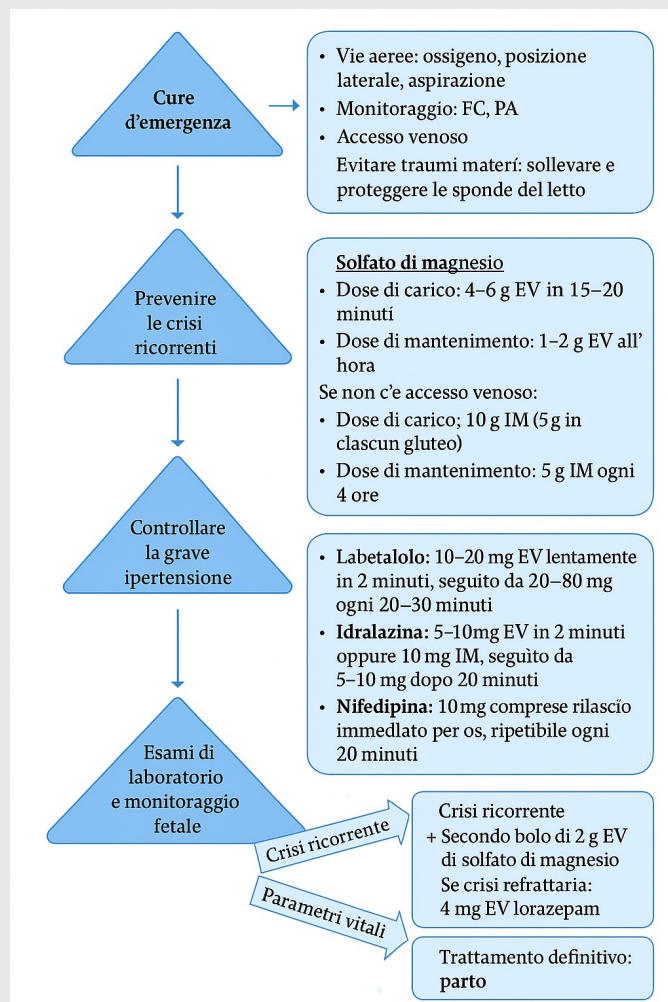 Cure
d’emergenza
• Vie aeree: ossigeno, posizione
laterale, aspirazione
• Monitoraggio: FC, PA
• Accesso venoso
Evitare traumi materí: sollevare e
proteggere le sponde del letto
Prevenire
le crisi
ricorrenti
Solfato di magnesio
• Dose di carico: 4–6 g EV in 15–20
minutí
• Dose di mantenimento: 1–2 g EV all’
hora
Se non c’e accesso venoso:
• Dose di carico; 10 g IM (5 g in
clascun gluteo)
• Dose di mantenimento: 5 g IM ogni
4 ore
Controllare
la grave
ipertensione
• Labetalolo: 10–20 mg EV lentamente
in 2 minuti, seguito da 20–80 mg
ogni 20–30 minuti
• Idralazina: 5-10mg EV in 2 minuti
oppure 10 mg IM, seguìto da
5–10 mg dopo 20 minuti
• Nifedipina: 10 mg comprese rilascío
immedlato per os, ripetibile ogni
20 minuti
Esami di
laboratorio
e monitoraggio
fetale
Crisi ricorrente
Crisi ricorrente
+ Secondo bolo di 2 g EV
di solfato di magnesio
Se crisi refrattaria:
4 mg EV lorazepam
Parametri vitali
Trattamento definitivo:
parto